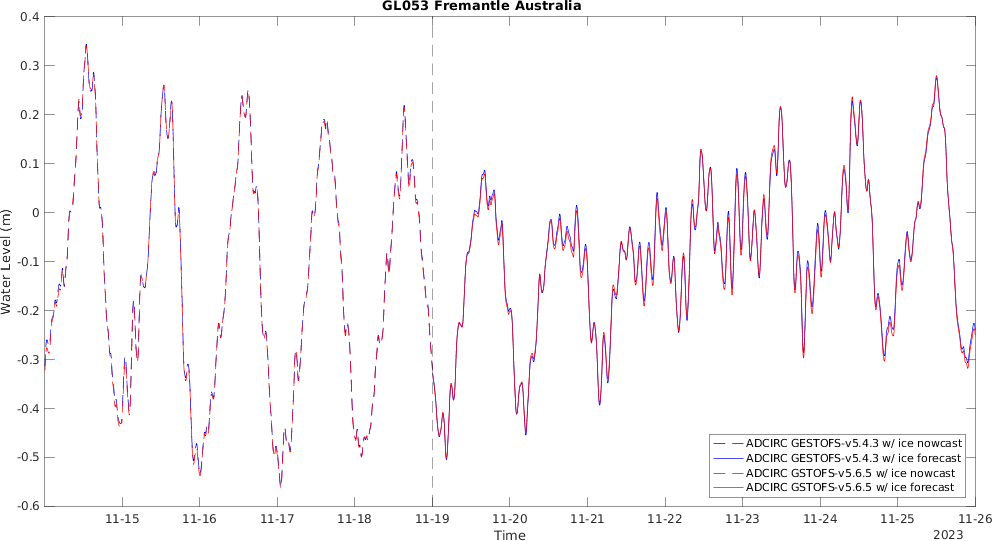 GL053 Fremantle Australia
0.4
0.3
0.2
0.1
0
-0.1
-0.2
-0.3
-0.4
-0.5
-0.6
Water Level (m)
ADCIRC GESTOFS-v5.4.3 w/ ice nowcast
ADCIRC GESTOFS-v5.4.3 w/ ice forecast
ADCIRC GSTOFS-v5.6.5 w/ ice nowcast
ADCIRC GSTOFS-v5.6.5 w/ ice forecast
11-15 11-16 11-17 11-18 11-19 11-20 11-21 11-22 11-23 11-24 11-25 11-26
Time
2023